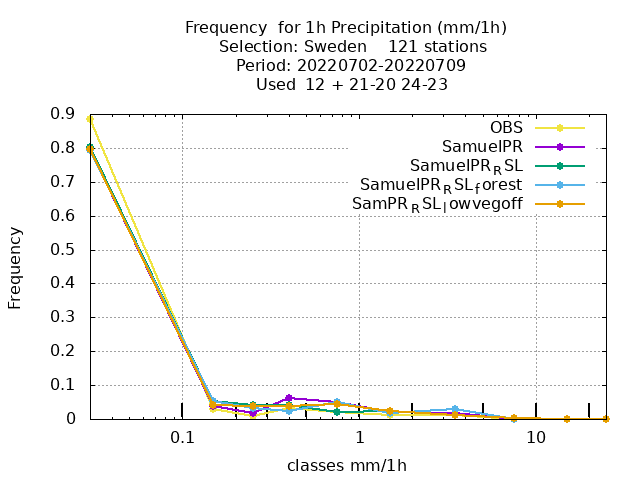 Frequency  for 1h Precipitation (mm/1h)
Selection: Sweden    121 stations
Period: 20220702-20220709
Used  12 + 21-20 24-23
0.9
0.8
0.7
0.6
0.5
0.4
0.3
0.2
0.1
0
Frequency
OBS
SamuelPR
SamuelPR_RSL
SamuelPR_RSL_forest
SamPR_RSL_lowvegoff
0.1
1
10
classes mm/1h